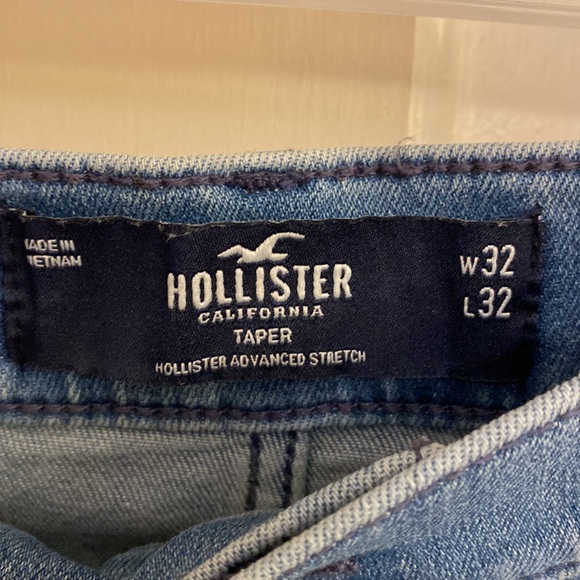 MADE IN
VIETNAM
HOLLISTER
CALIFORNIA
TAPER
HOLLISTER ADVANCED STRETCH
W32
L32